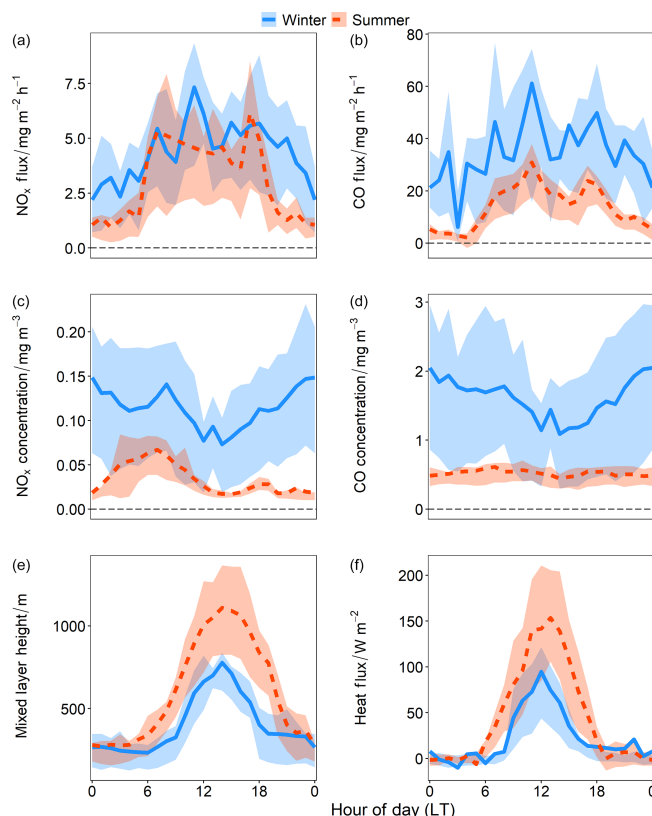 Winter Summer
(a)
NOx flux/mg m−2 h−1
7.5
5.0
2.5
0.0
(b)
CO flux/mg m−2 h−1
80
60
40
20
0
(c)
NOx concentration/mg m−3
0.20
0.15
0.10
0.05
0.00
(d)
CO concentration/mg m−3
3
2
1
0
(e)
Mixed layer height/m
1000
500
0 6 12 18 0
(f)
Heat flux/W m−2
200
150
100
50
0
0 6 12 18 0
Hour of day (LT)